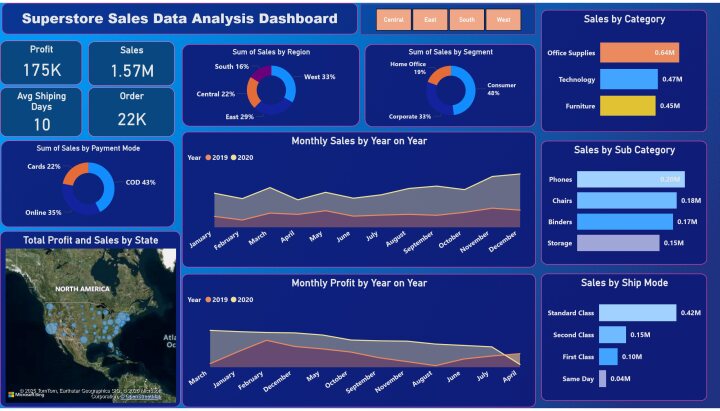 Superstore Sales Data Analysis Dashboard
Central
East
South
West
Profit
175K
Sales
1.57M
Avg Shiping
Days
10
Order
22K
Sum of Sales by Region
South 16%
West 33%
Central 22%
East 29%
Sum of Sales by Segment
Home Office
19%
Consumer
48%
Corporate 33%
Sales by Category
Office Supplies
0.64M
Technology
0.47M
Furniture
0.45M
Sum of Sales by Payment Mode
Cards 22%
COD 43%
Online 35%
Monthly Sales by Year on Year
Year 2019 2020
January
February
March
April
May
June
July
August
September
October
November
December
Sales by Sub Category
Phones
0.20M
Chairs
0.18M
Binders
0.17M
Storage
0.15M
Total Profit and Sales by State
NORTH AMERICA
Atla
Oc
Microsoft Bing
© 2025 TomTom, Earthstar Geographics SIO, © 2025 Microsoft
Corporation, © OpenStreetMap
Monthly Profit by Year on Year
Year 2019 2020
March
January
February
December
October
May
September
November
August
June
July
April
Sales by Ship Mode
Standard Class
0.42M
Second Class
0.15M
First Class
0.10M
Same Day
0.04M